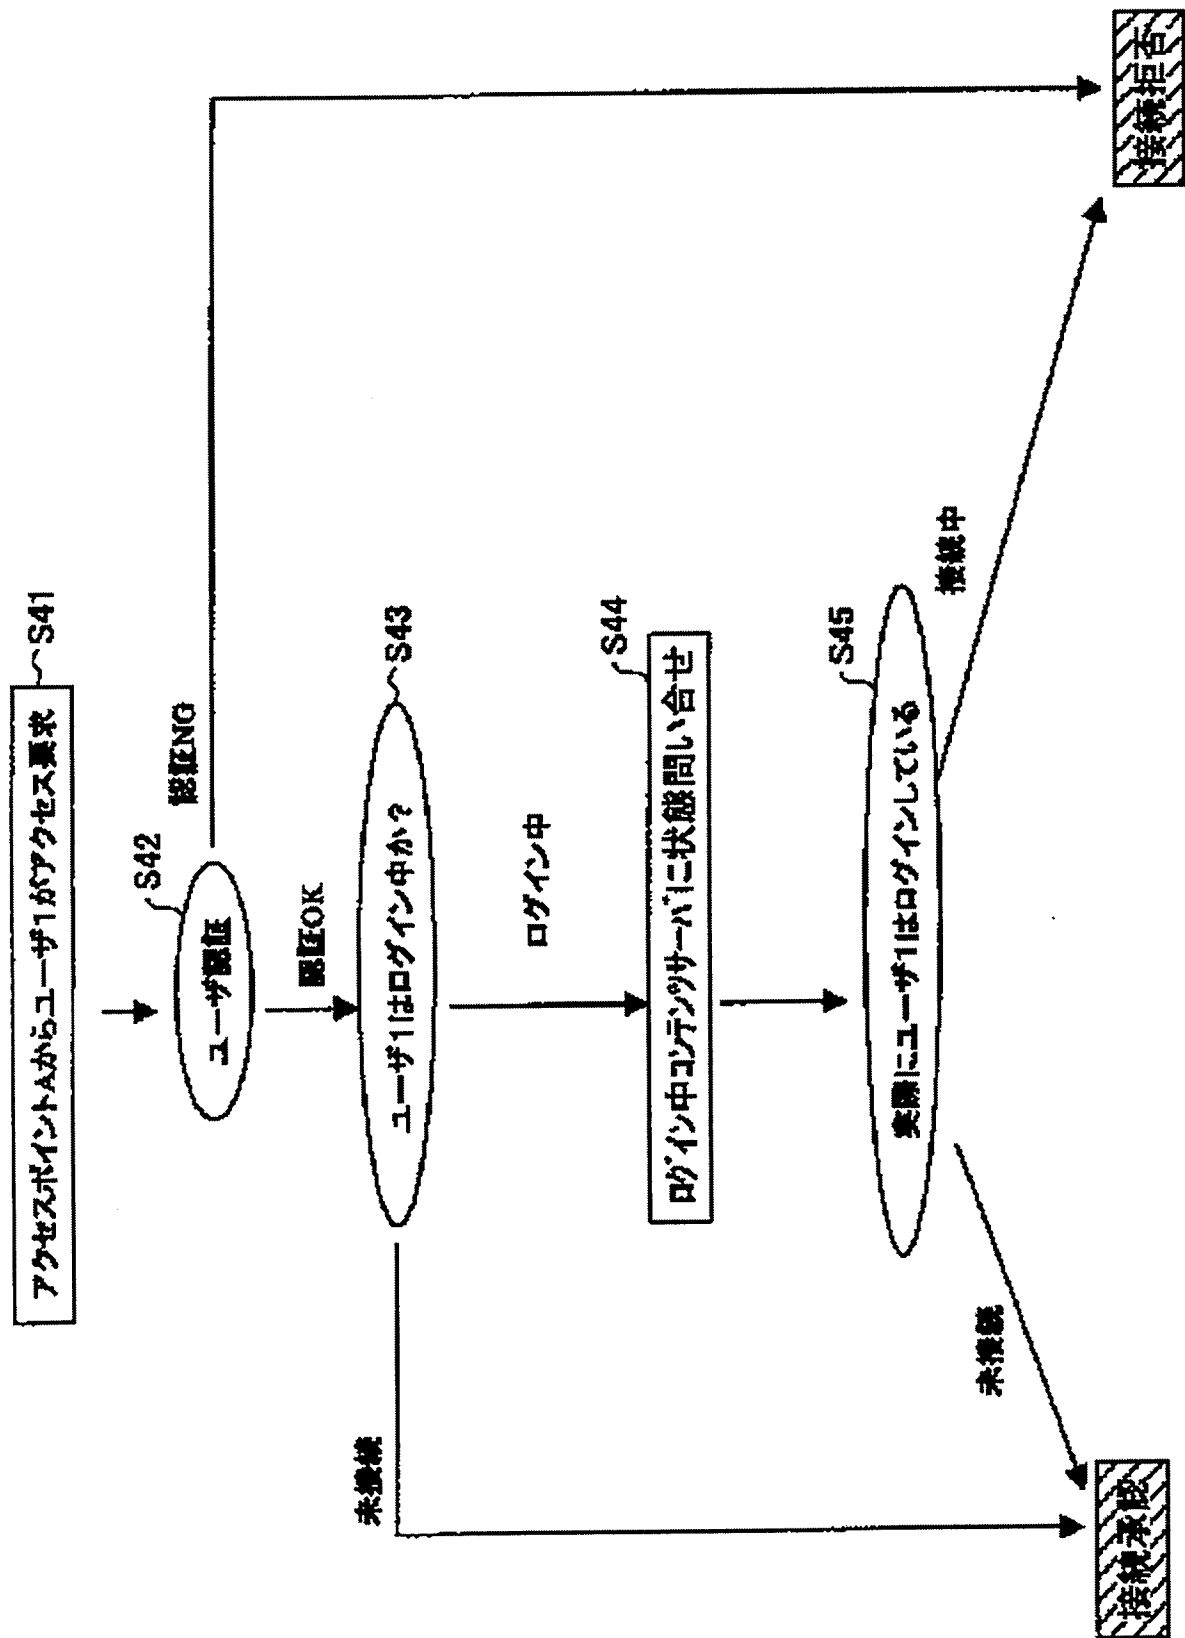 アクセスポイントAからユーザ1がアクセス要求
S41
S42
ユーザ認証
認証NG
認証OK
S43
ユーザ1はログイン中か?
未接続
ログイン中
S44
ログイン中コンテンツサーバに状態問い合せ
S45
実際にユーザ1はログインしている
未接続
接続中
接続承認
接続拒否